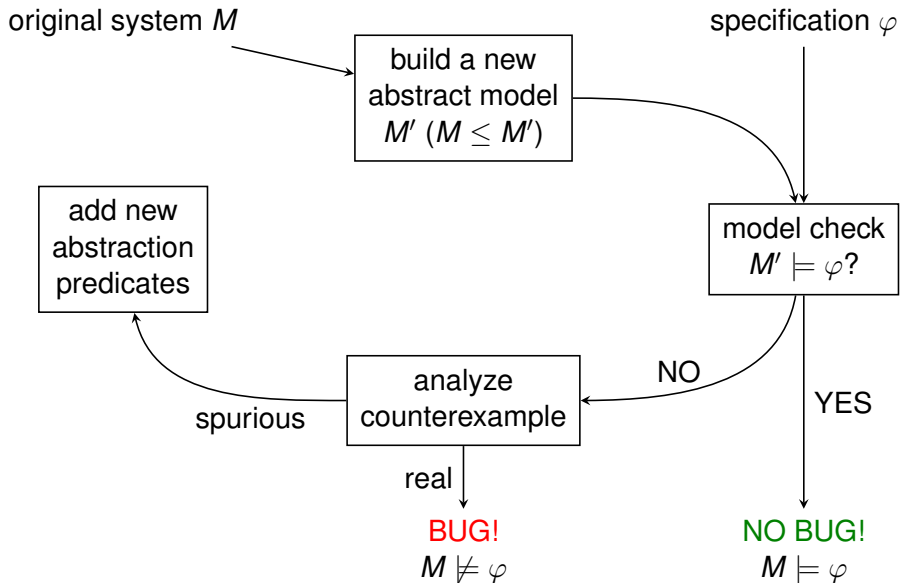 original system M
specification φ
build a new
abstract model
M′ (M ≤ M′)
add new
abstraction
predicates
model check
M′ ⊨ φ?
NO
YES
analyze
counterexample
spurious
real
BUG!
M ⊭ φ
NO BUG!
M ⊨ φ